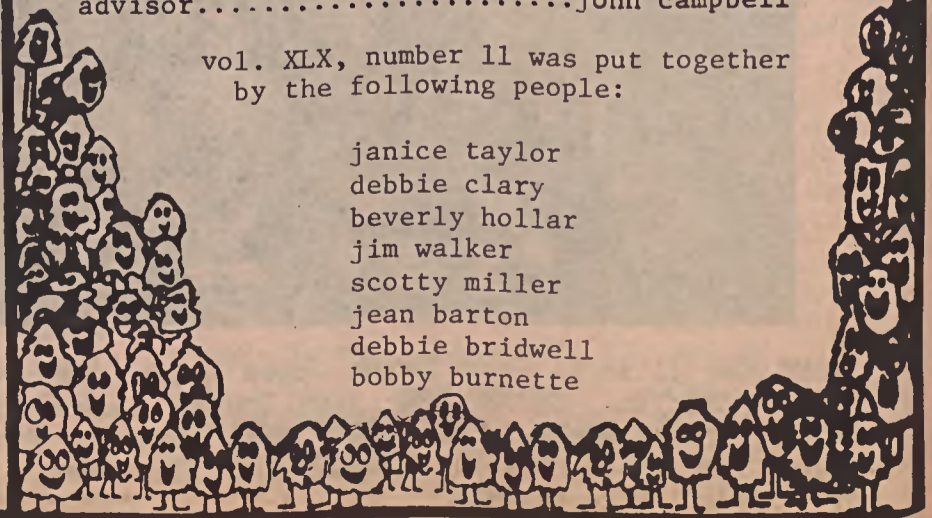 advisor........................john campbell
vol. XLX, number 11 was put together
by the following people:
janice taylor
debbie clary
beverly hollar
jim walker
scotty miller
jean barton
debbie bridwell
bobby burnette